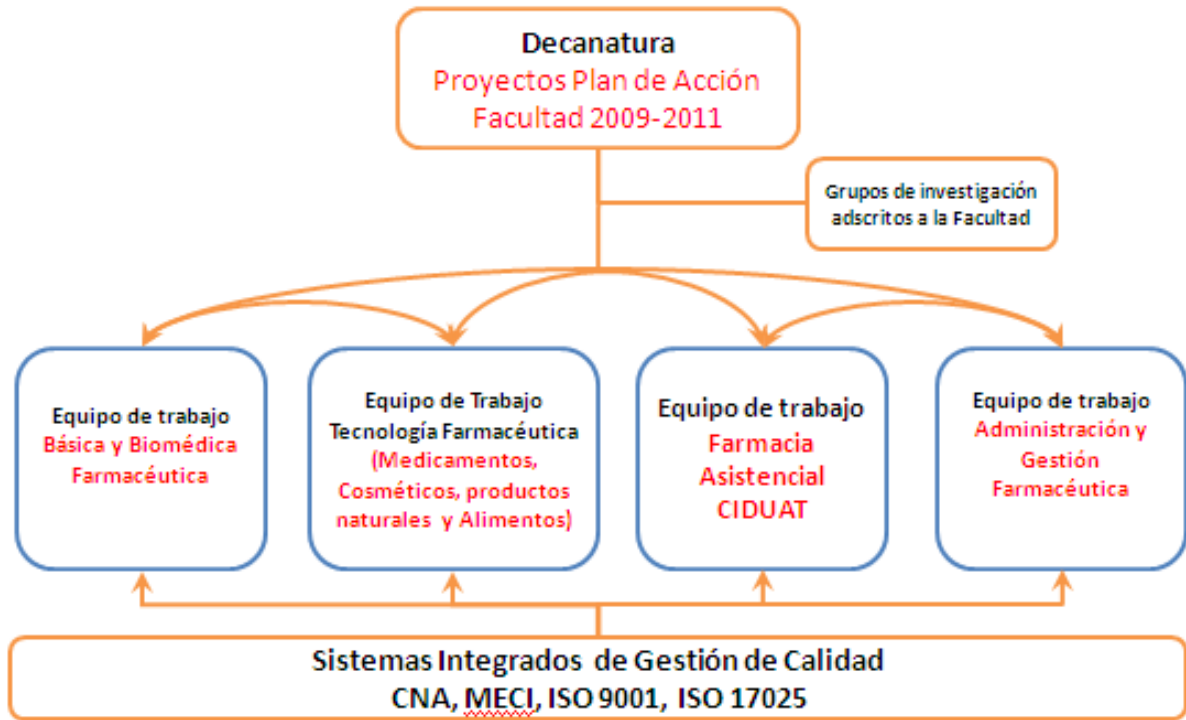 Decanatura
Proyectos Plan de Acción
Facultad 2009-2011
Grupos de investigación
adscritos a la Facultad
Equipo de trabajo
Básica y Biomédica
Farmacéutica
Equipo de Trabajo
Tecnología Farmacéutica
(Medicamentos,
Cosméticos, productos
naturales y Alimentos)
Equipo de trabajo
Farmacia
Asistencial
CIDUAT
Equipo de trabajo
Administración y
Gestión
Farmacéutica
Sistemas Integrados de Gestión de Calidad
CNA, MECI, ISO 9001, ISO 17025